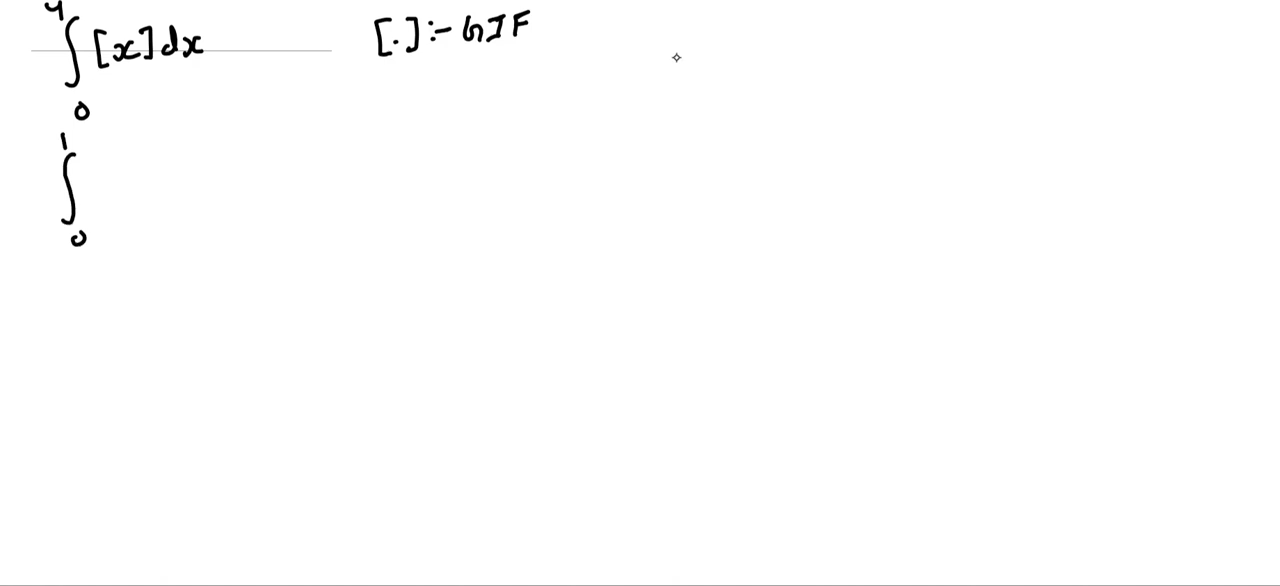 ∫₀⁴ [x] dx [.] :- GIF
∫₀¹